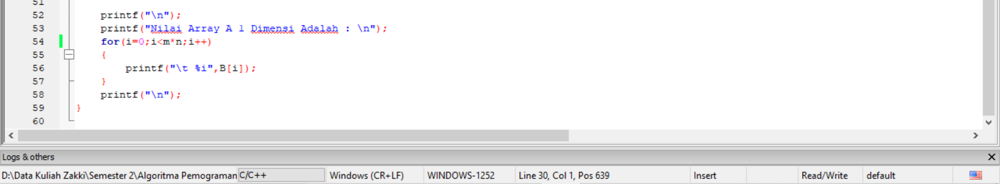 51
52 printf("\n");
53 printf("Nilai Array A 1 Dimensi Adalah : \n");
54 for(i=0;i<m*n;i++)
55 {
56 printf("\t %i",B[i]);
57 }
58 printf("\n");
59 }
60
Logs & others
D:\Data Kuliah Zakki\Semester 2\Algoritma Pemograman C/C++ Windows (CR+LF) WINDOWS-1252 Line 30, Col 1, Pos 639 Insert Read/Write default